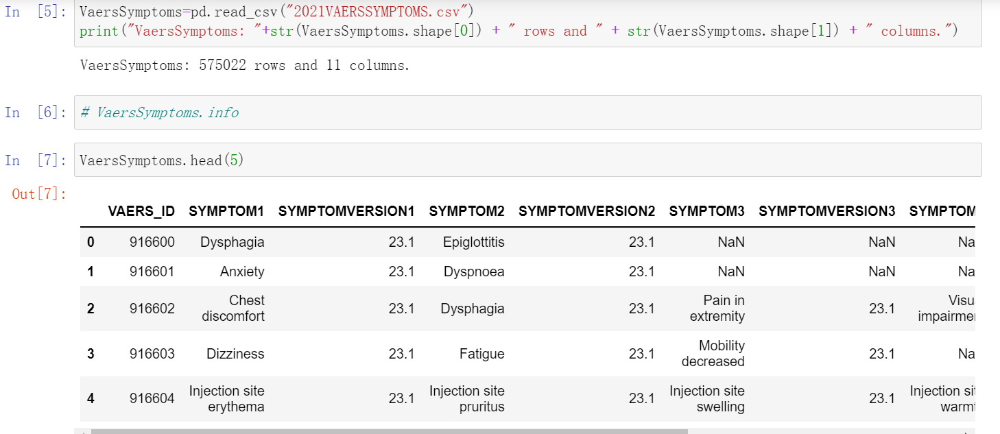 In [5]: VaersSymptoms=pd.read_csv("2021VAERSSYMPTOMS.csv")
print("VaersSymptoms: "+str(VaersSymptoms.shape[0]) + " rows and " + str(VaersSymptoms.shape[1]) + " columns.")
VaersSymptoms: 575022 rows and 11 columns.
In [6]: # VaersSymptoms.info
In [7]: VaersSymptoms.head(5)
Out[7]:
VAERS_ID SYMPTOM1 SYMPTOMVERSION1 SYMPTOM2 SYMPTOMVERSION2 SYMPTOM3 SYMPTOMVERSION3 SYMPTOM
0 916600 Dysphagia 23.1 Epiglottitis 23.1 NaN NaN Na
1 916601 Anxiety 23.1 Dyspnoea 23.1 NaN NaN Na
2 916602 Chest discomfort 23.1 Dysphagia 23.1 Pain in extremity 23.1 Visu impairme
3 916603 Dizziness 23.1 Fatigue 23.1 Mobility decreased 23.1 Na
4 916604 Injection site erythema 23.1 Injection site pruritus 23.1 Injection site swelling 23.1 Injection sit warm